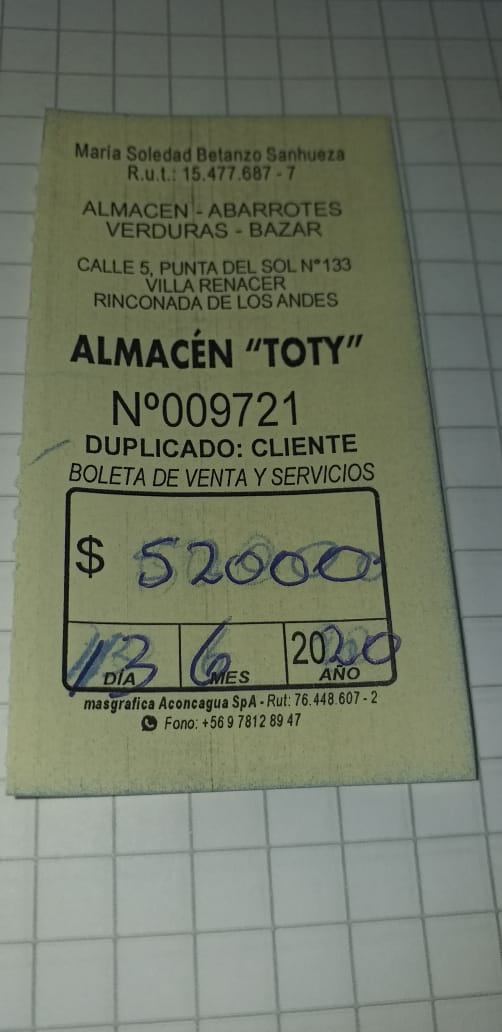 María Soledad Betanzo Sanhueza
R.u.t.: 15.477.687 - 7
ALMACEN - ABARROTES
VERDURAS - BAZAR
CALLE 5, PUNTA DEL SOL N°133
VILLA RENACER
RINCONADA DE LOS ANDES
ALMACÉN "TOTY"
Nº009721
DUPLICADO: CLIENTE
BOLETA DE VENTA Y SERVICIOS
$ 52000
13 6 2020
DÍA MES AÑO
masgrafica Aconcagua SpA - Rut: 76.448.607 - 2
Fono: +56 9 7812 89 47